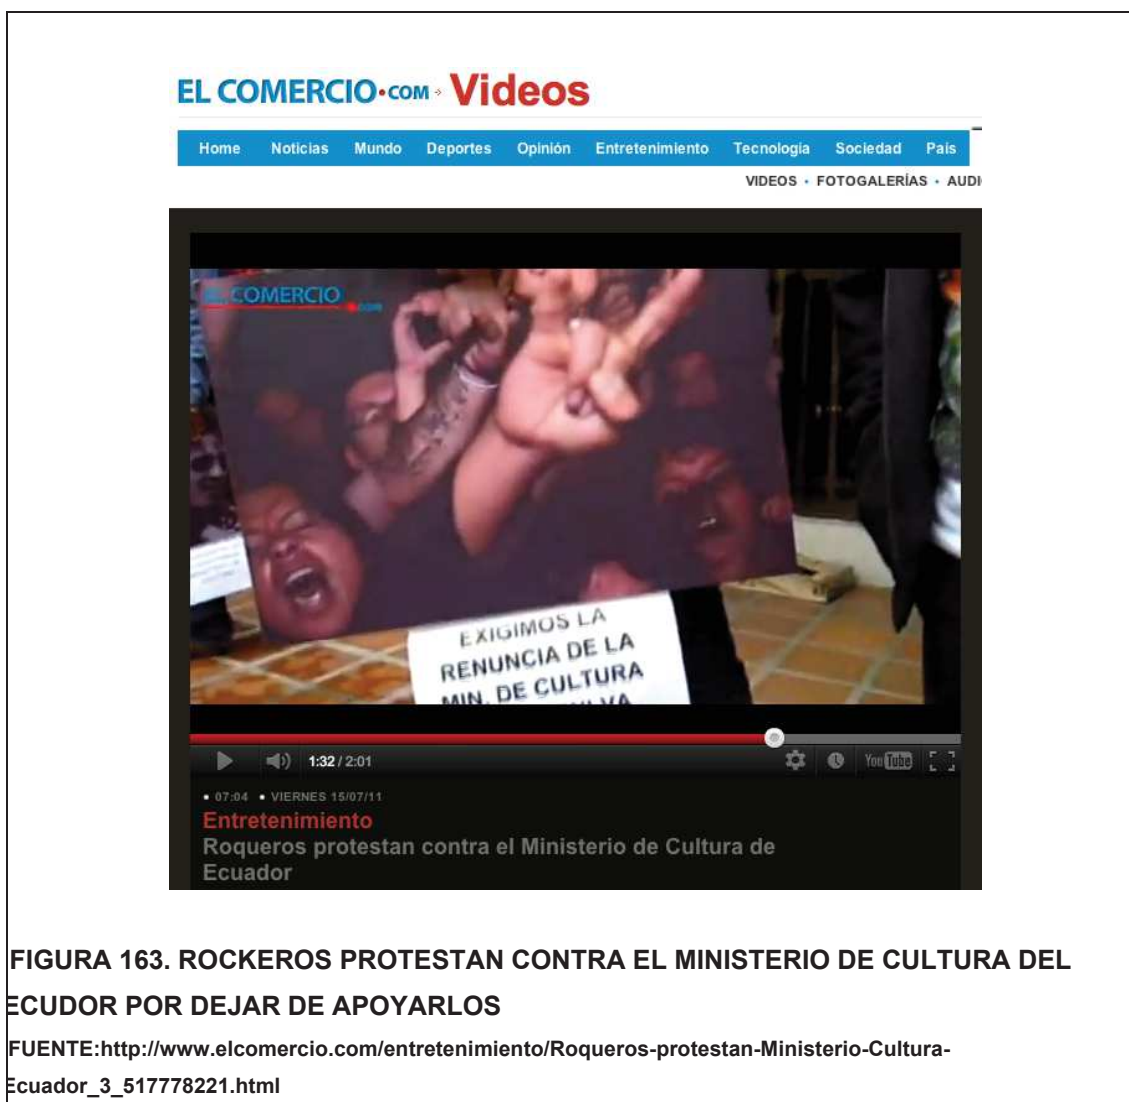 EL COMERCIO.COM Videos
Home Noticias Mundo Deportes Opinión Entretenimiento Tecnología Sociedad País
VIDEOS • FOTOGALERÍAS • AUDI
EL COMERCIO
.com
EXIGIMOS LA
RENUNCIA DE LA
MIN. DE CULTURA
1:32 / 2:01
You Tube
• 07:04 • VIERNES 15/07/11
Entretenimiento
Roqueros protestan contra el Ministerio de Cultura de
Ecuador
FIGURA 163. ROCKEROS PROTESTAN CONTRA EL MINISTERIO DE CULTURA DEL
ECUDOR POR DEJAR DE APOYARLOS
FUENTE:http://www.elcomercio.com/entretenimiento/Roqueros-protestan-Ministerio-Cultura-
Ecuador_3_517778221.html